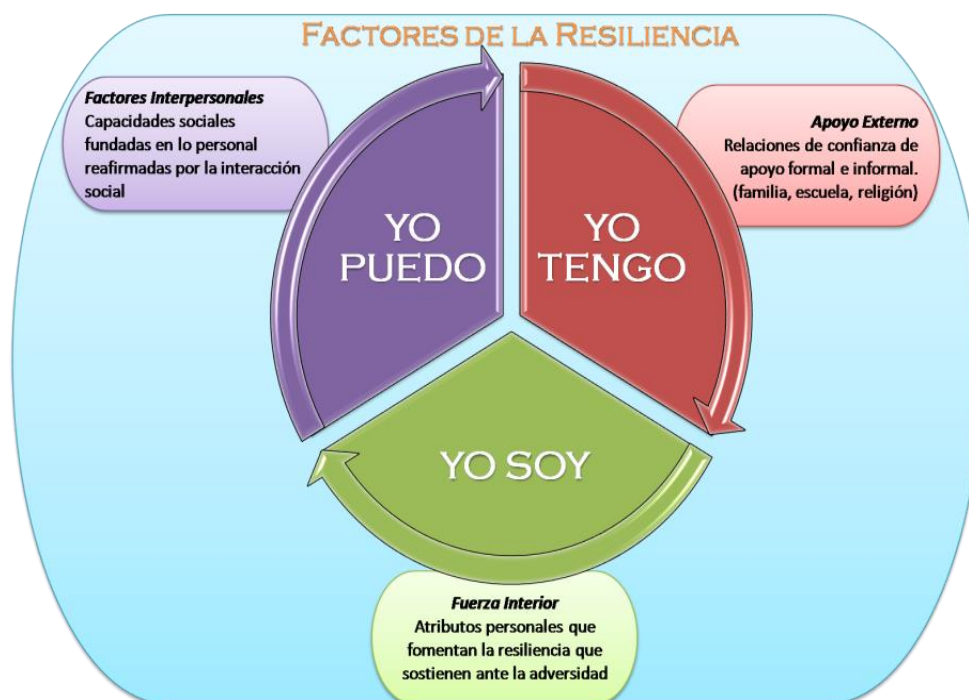 FACTORES DE LA RESILIENCIA
Factores Interpersonales
Capacidades sociales
fundadas en lo personal
reafirmadas por la interacción
social
Apoyo Externo
Relaciones de confianza de
apoyo formal e informal.
(familia, escuela, religión)
YO
PUEDO
YO
TENGO
YO SOY
Fuerza Interior
Atributos personales que
fomentan la resiliencia que
sostienen ante la adversidad